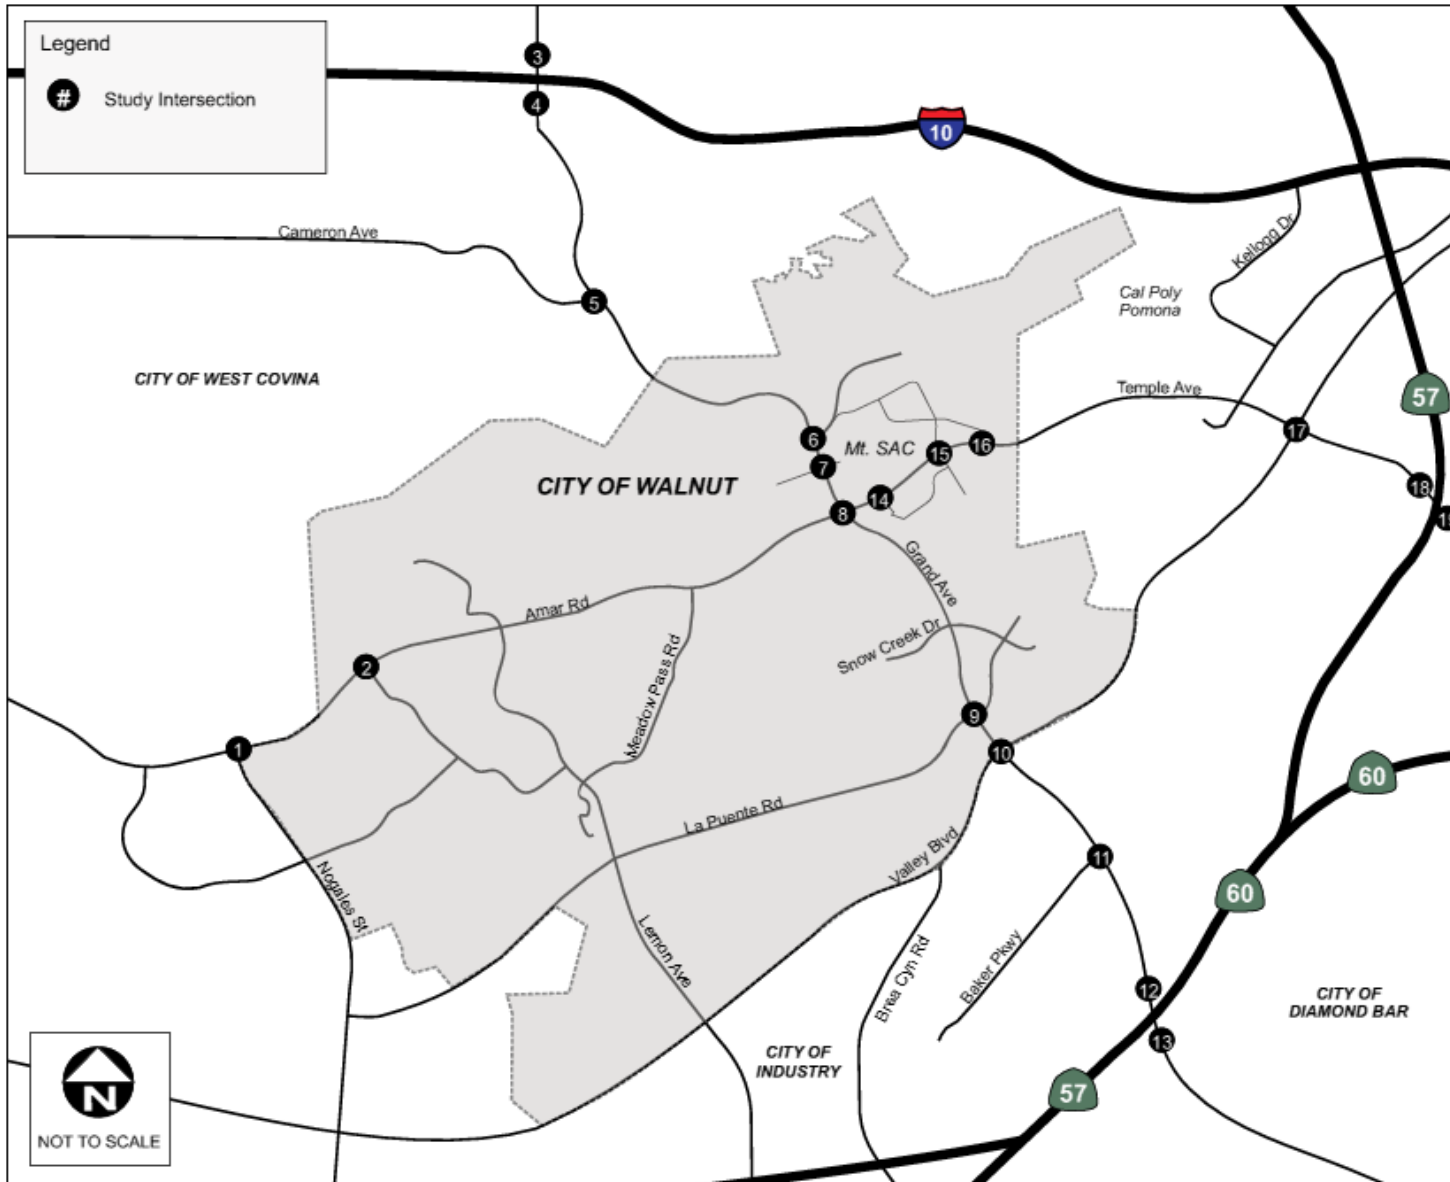 Legend
# Study Intersection
3
4
10
Cameron Ave
5
Kellogg Dr
Cal Poly
Pomona
CITY OF WEST COVINA
Temple Ave
57
6
7
Mt. SAC
15
16
17
CITY OF WALNUT
14
8
18
Grand Ave
Amar Rd
Snow Creek Dr
2
Meadow Pass Rd
9
1
10
60
La Puente Rd
Valley Blvd
11
Nogales St
60
Lemon Ave
Brea Cyn Rd
Baker Pkwy
12
CITY OF
DIAMOND BAR
13
CITY OF
INDUSTRY
57
N
NOT TO SCALE